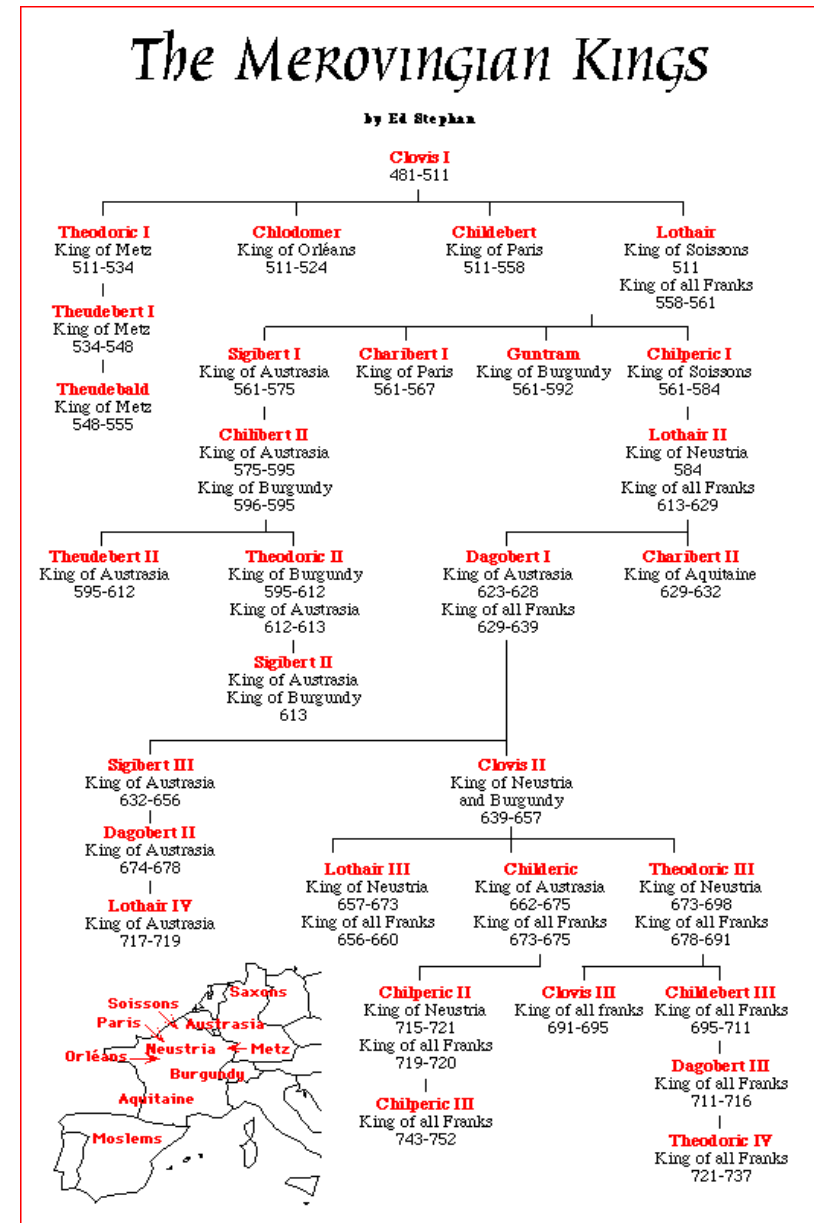 The Merovingian Kings
by Ed Stephan
Clovis I
481-511
Theodoric I
King of Metz
511-534
Chlodomer
King of Orléans
511-524
Childebert
King of Paris
511-558
Lothair
King of Soissons
511
King of all Franks
558-561
Theudebert I
King of Metz
534-548
Theudebald
King of Metz
548-555
Sigibert I
King of Austrasia
561-575
Charibert I
King of Paris
561-567
Guntram
King of Burgundy
561-592
Chilperic I
King of Soissons
561-584
Chilibert II
King of Austrasia
575-595
King of Burgundy
596-595
Lothair II
King of Neustria
584
King of all Franks
613-629
Theudebert II
King of Austrasia
595-612
Theodoric II
King of Burgundy
595-612
King of Austrasia
612-613
Dagobert I
King of Austrasia
623-628
King of all Franks
629-639
Charibert II
King of Aquitaine
629-632
Sigibert II
King of Austrasia
King of Burgundy
613
Sigibert III
King of Austrasia
632-656
Clovis II
King of Neustria
and Burgundy
639-657
Dagobert II
King of Austrasia
674-678
Lothair IV
King of Austrasia
717-719
Lothair III
King of Neustria
657-673
King of all Franks
656-660
Childeric
King of Austrasia
662-675
King of all Franks
673-675
Theodoric III
King of Neustria
673-698
King of all Franks
678-691
Chilperic II
King of Neustria
715-721
King of all Franks
719-720
Clovis III
King of all franks
691-695
Childebert III
King of all Franks
695-711
Chilperic III
King of all Franks
743-752
Dagobert III
King of all Franks
711-716
Theodoric IV
King of all Franks
721-737
Saxons
Soissons
Paris
Austrasia
Orléans
Neustria
Metz
Burgundy
Aquitaine
Moslems